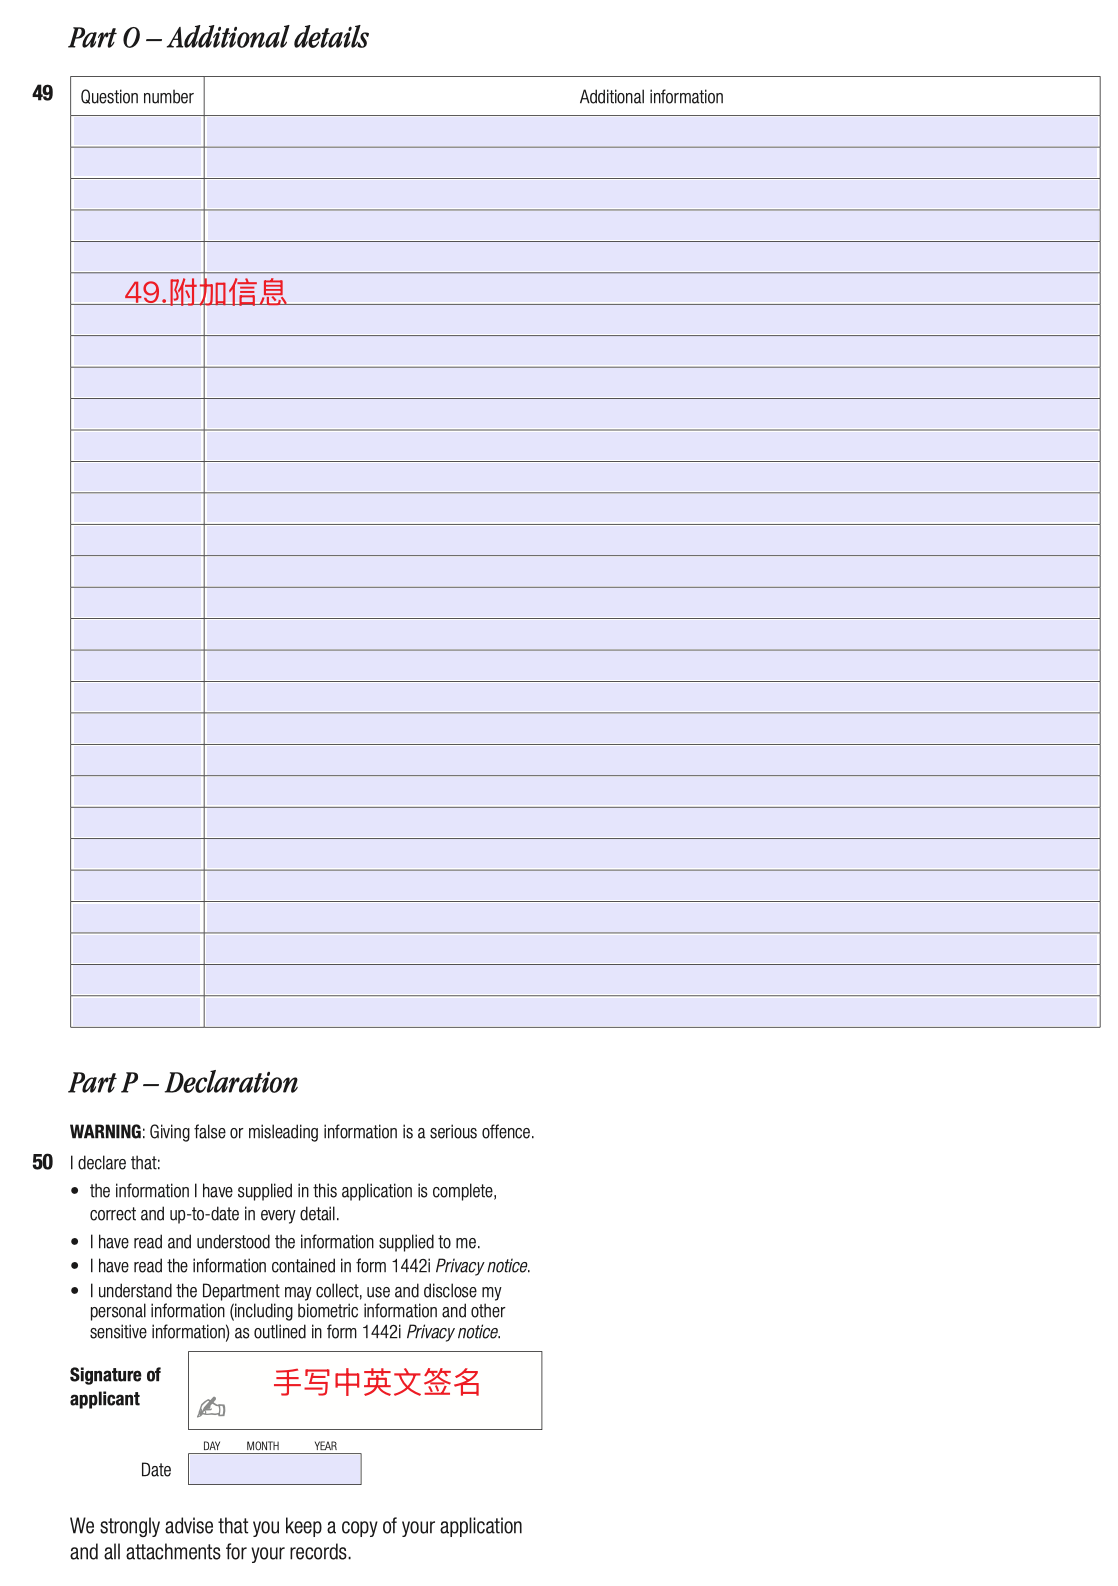 Part O – Additional details
49 Question number Additional information
49.附加信息
Part P – Declaration
WARNING: Giving false or misleading information is a serious offence.
50 I declare that:
• the information I have supplied in this application is complete,
correct and up-to-date in every detail.
• I have read and understood the information supplied to me.
• I have read the information contained in form 1442i Privacy notice.
• I understand the Department may collect, use and disclose my
personal information (including biometric information and other
sensitive information) as outlined in form 1442i Privacy notice.
Signature of
applicant
手写中英文签名
DAY MONTH YEAR
Date
We strongly advise that you keep a copy of your application
and all attachments for your records.